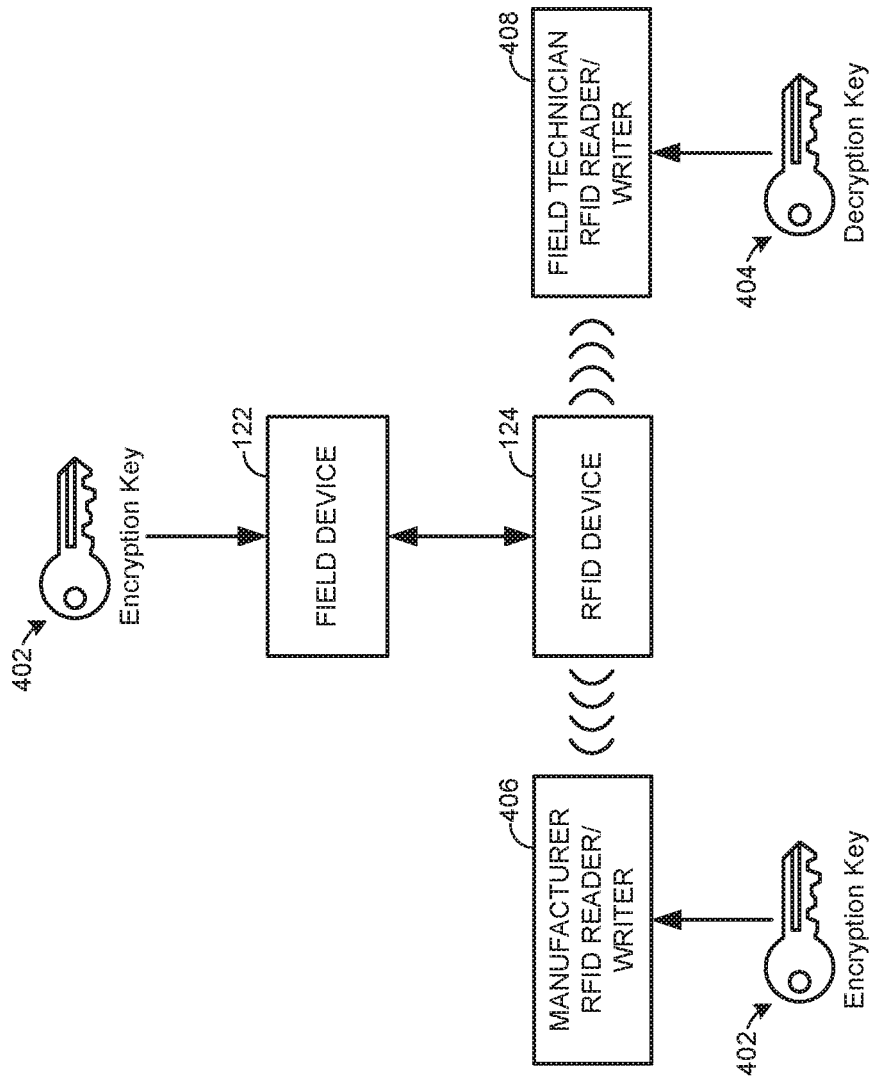 402
Encryption Key
122
FIELD DEVICE
406
MANUFACTURER
RFID READER/
WRITER
124
RFID DEVICE
408
FIELD TECHNICIAN
RFID READER/
WRITER
402
Encryption Key
404
Decryption Key